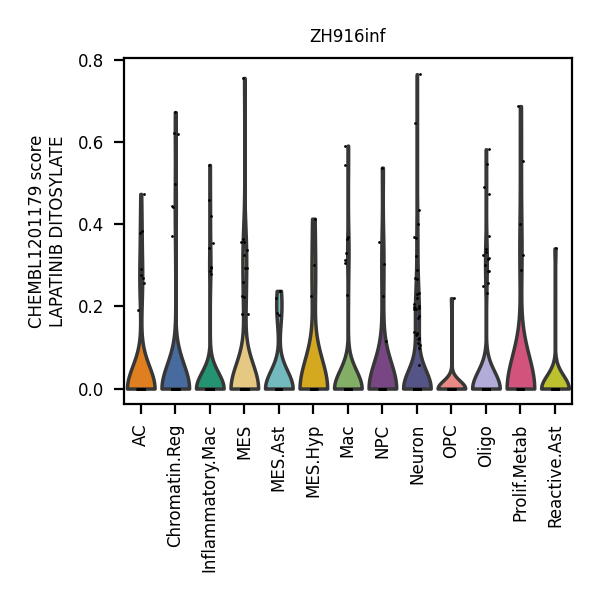 ZH916inf
CHEMBL1201179 score
LAPATINIB DITOSYLATE
0.8
0.6
0.4
0.2
0.0
AC
Chromatin.Reg
Inflammatory.Mac
MES
MES.Ast
MES.Hyp
Mac
NPC
Neuron
OPC
Oligo
Prolif.Metab
Reactive.Ast